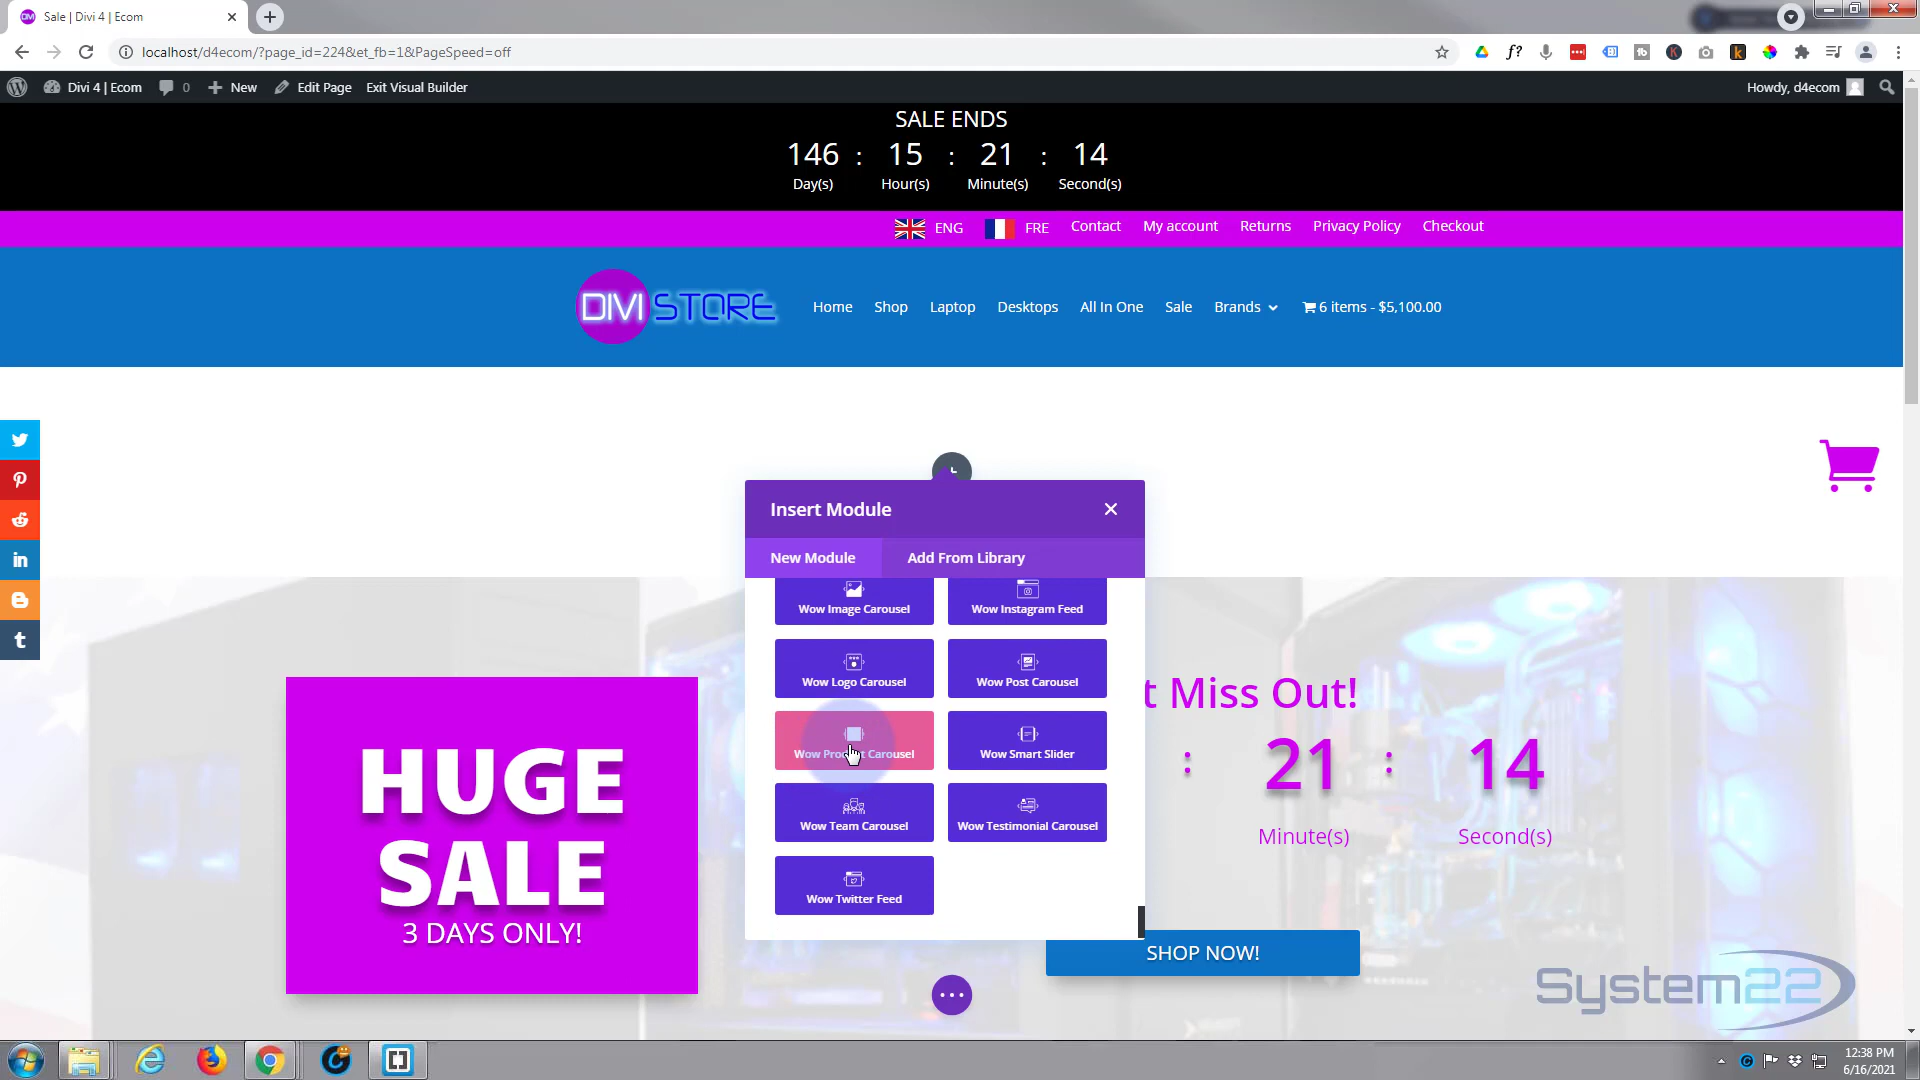 Sale | Divi 4 | Ecom
localhost/d4ecom/?page_id=224&et_fb=1&PageSpeed=off
Divi 4 | Ecom 0 New Edit Page Exit Visual Builder Howdy, d4ecom
SALE ENDS
146 : 15 : 21 : 14
Day(s) Hour(s) Minute(s) Second(s)
ENG FRE Contact My account Returns Privacy Policy Checkout
DIVI STORE Home Shop Laptop Desktops All In One Sale Brands 6 items - $5,100.00
Insert Module
New Module Add From Library
Wow Image Carousel Wow Instagram Feed
Wow Logo Carousel Wow Post Carousel
Wow Product Carousel Wow Smart Slider
Wow Team Carousel Wow Testimonial Carousel
Wow Twitter Feed
t Miss Out!
: 21 : 14
Minute(s) Second(s)
HUGE
SALE
3 DAYS ONLY!
SHOP NOW!
System22
12:38 PM
6/16/2021